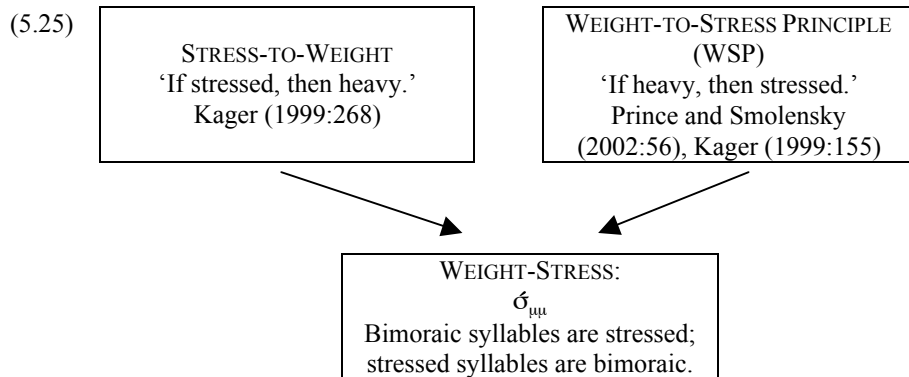 (5.25)
STRESS-TO-WEIGHT
‘If stressed, then heavy.’
Kager (1999:268)
WEIGHT-TO-STRESS PRINCIPLE
(WSP)
‘If heavy, then stressed.’
Prince and Smolensky
(2002:56), Kager (1999:155)
WEIGHT-STRESS:
σ́μμ
Bimoraic syllables are stressed;
stressed syllables are bimoraic.